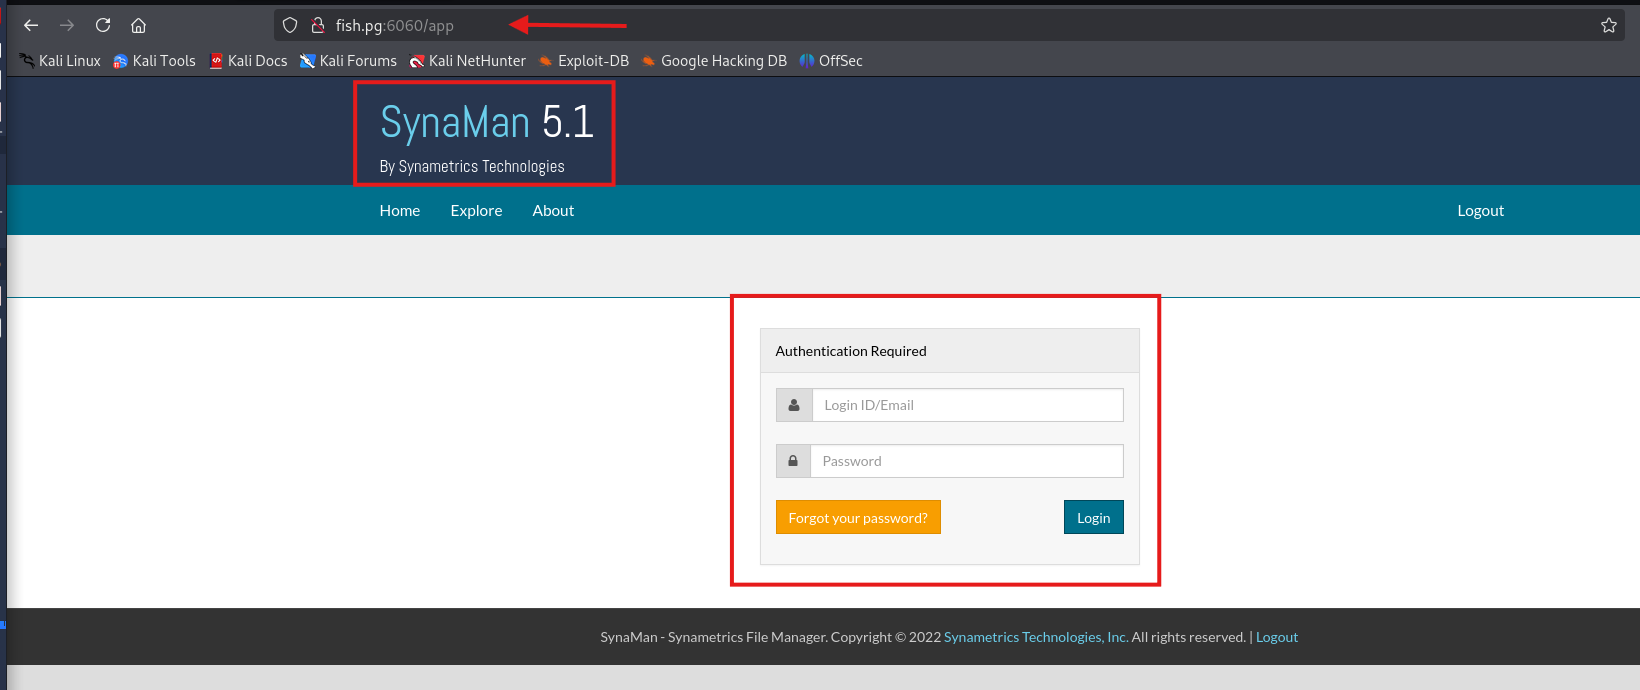 fish.pg:6060/app
Kali Linux Kali Tools Kali Docs Kali Forums Kali NetHunter Exploit-DB Google Hacking DB OffSec
SynaMan 5.1
By Synametrics Technologies
Home Explore About Logout
Authentication Required
Login ID/Email
Password
Forgot your password? Login
SynaMan - Synametrics File Manager. Copyright © 2022 Synametrics Technologies, Inc. All rights reserved. | Logout